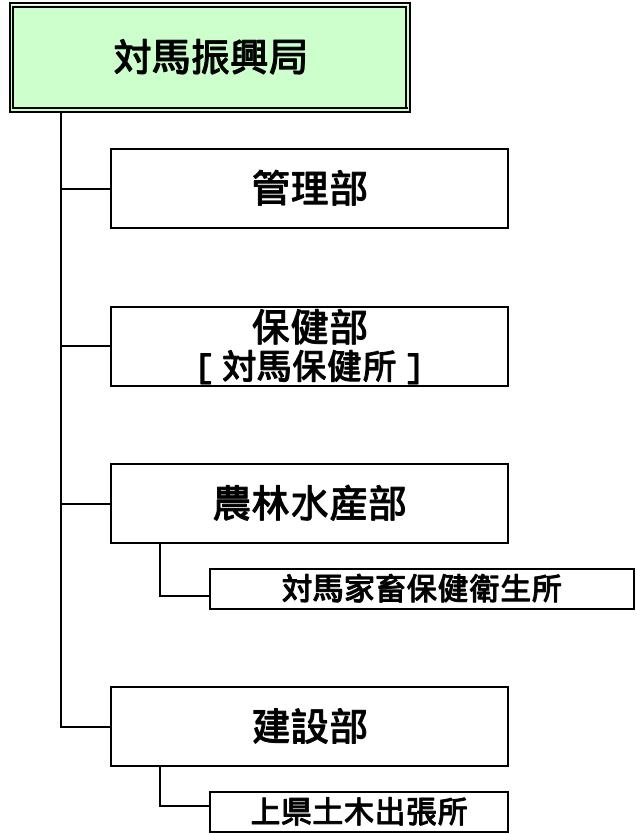 対馬振興局
管理部
保健部
[ 対馬保健所 ]
農林水産部
対馬家畜保健衛生所
建設部
上県土木出張所